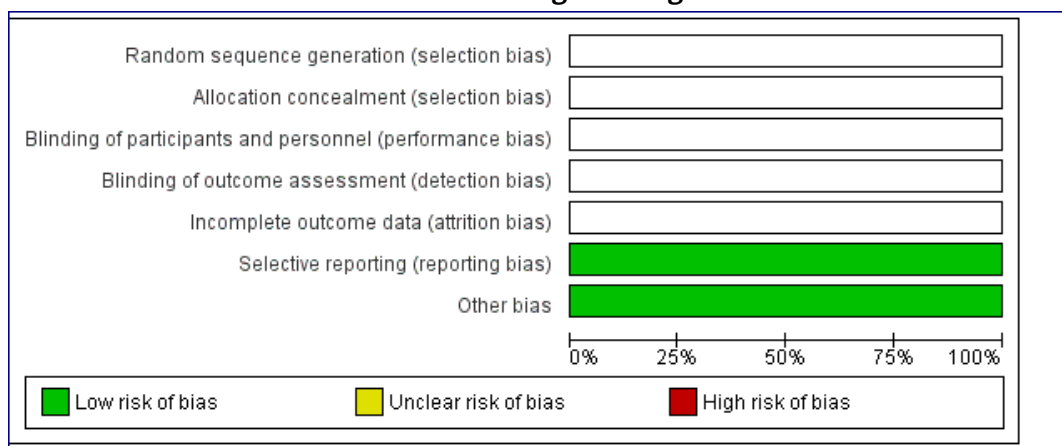 Random sequence generation (selection bias)
Allocation concealment (selection bias)
Blinding of participants and personnel (performance bias)
Blinding of outcome assessment (detection bias)
Incomplete outcome data (attrition bias)
Selective reporting (reporting bias)
Other bias
0% 25% 50% 75% 100%
Low risk of bias Unclear risk of bias High risk of bias